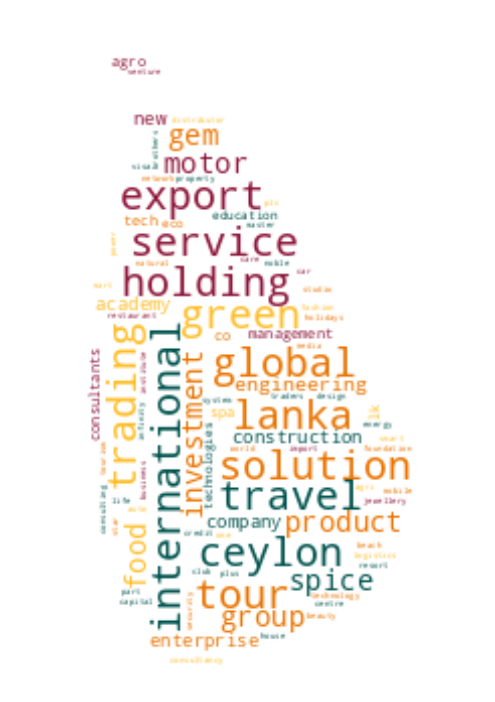 agro
venture
new
distributor
brothers
gem
visa
motor
network
property
export
plc
tech
eco
education
master
power
service
natural
care
noble
car
holding
mart
studio
academy
green
fashion
restaurant
holidays
trading
international
co
management
media
consultants
institute
investment
global
engineering
system
traders
design
infinity
spa
lanka
lk
energy
technologies
construction
smart
tourism
world
import
foundation
solution
business
agri
mobile
travel
jewellery
life
auto
consulting
star
company
product
credit
one
food
ceylon
beach
logistics
resort
club
plus
spice
part
capital
tour
technology
centre
security
group
beauty
enterprise
house
consultancy